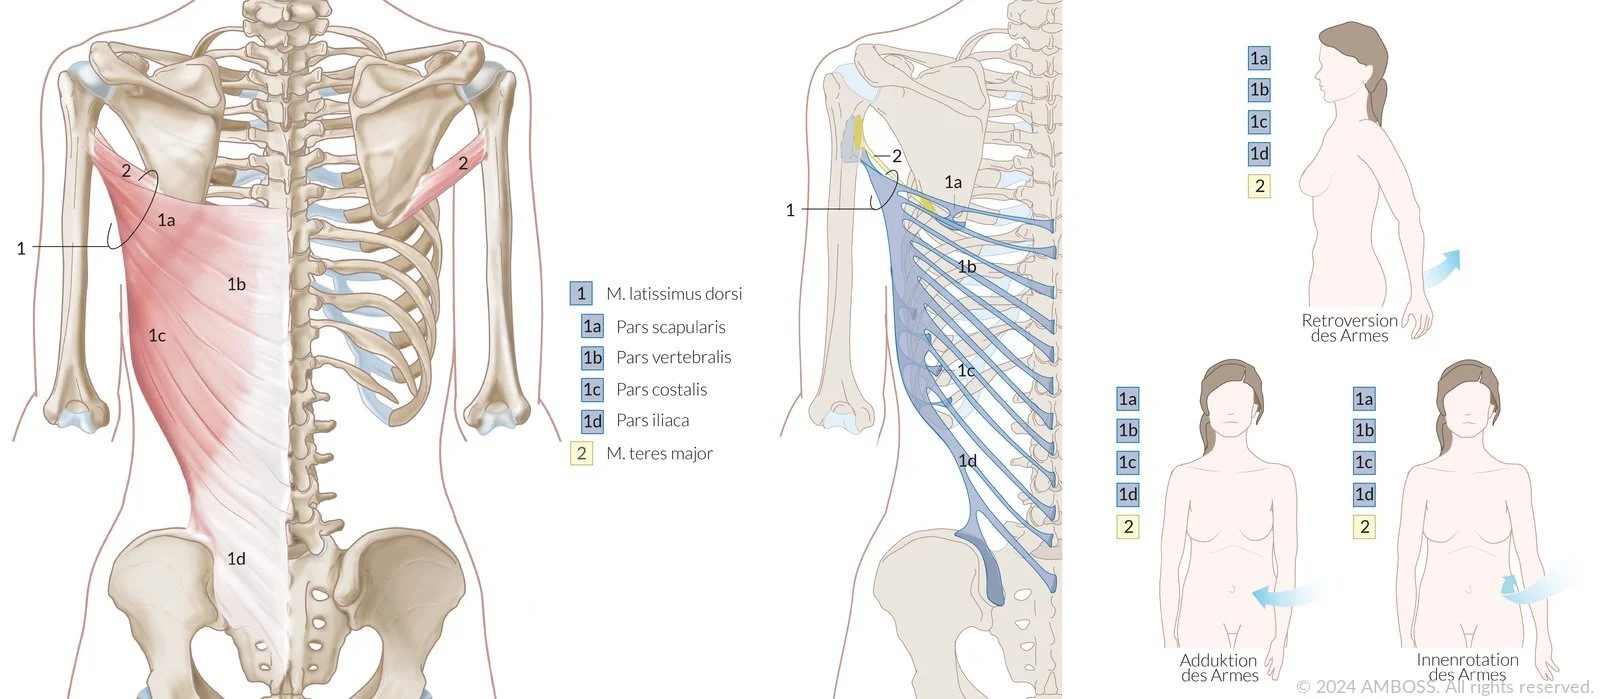 2
1a
1
1b
1c
1d
2
1 M. latissimus dorsi
1a Pars scapularis
1b Pars vertebralis
1c Pars costalis
1d Pars iliaca
2 M. teres major
2
1a
1
1b
1c
1d
1a
1b
1c
1d
2
Retroversion
des Armes
1a
1b
1c
1d
2
Adduktion
des Armes
1a
1b
1c
1d
2
Innenrotation
des Armes
© 2024 AMBOSS. All rights reserved.